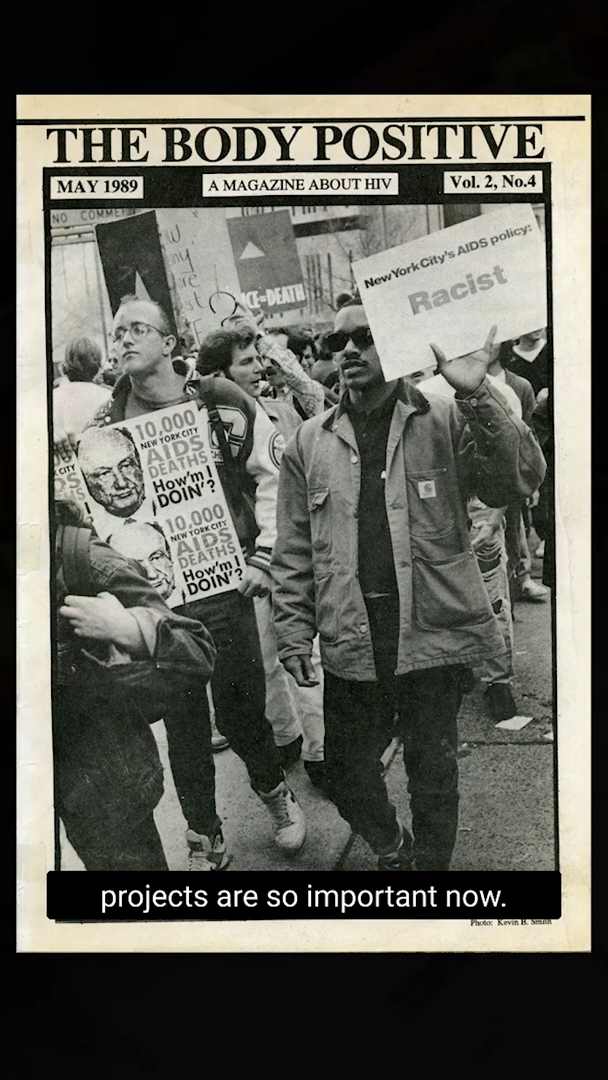 THE BODY POSITIVE
MAY 1989
A MAGAZINE ABOUT HIV
Vol. 2, No.4
NO COMME
New York City's AIDS policy:
Racist
CE=DEATH
10,000
NEW YORK CITY
AIDS
DEATHS
How'm I
DOIN'?
CITY
DS
10,000
NEW YORK CITY
AIDS
DEATHS
How'm I
DOIN'?
projects are so important now.
Photo: Kevin B. Smith